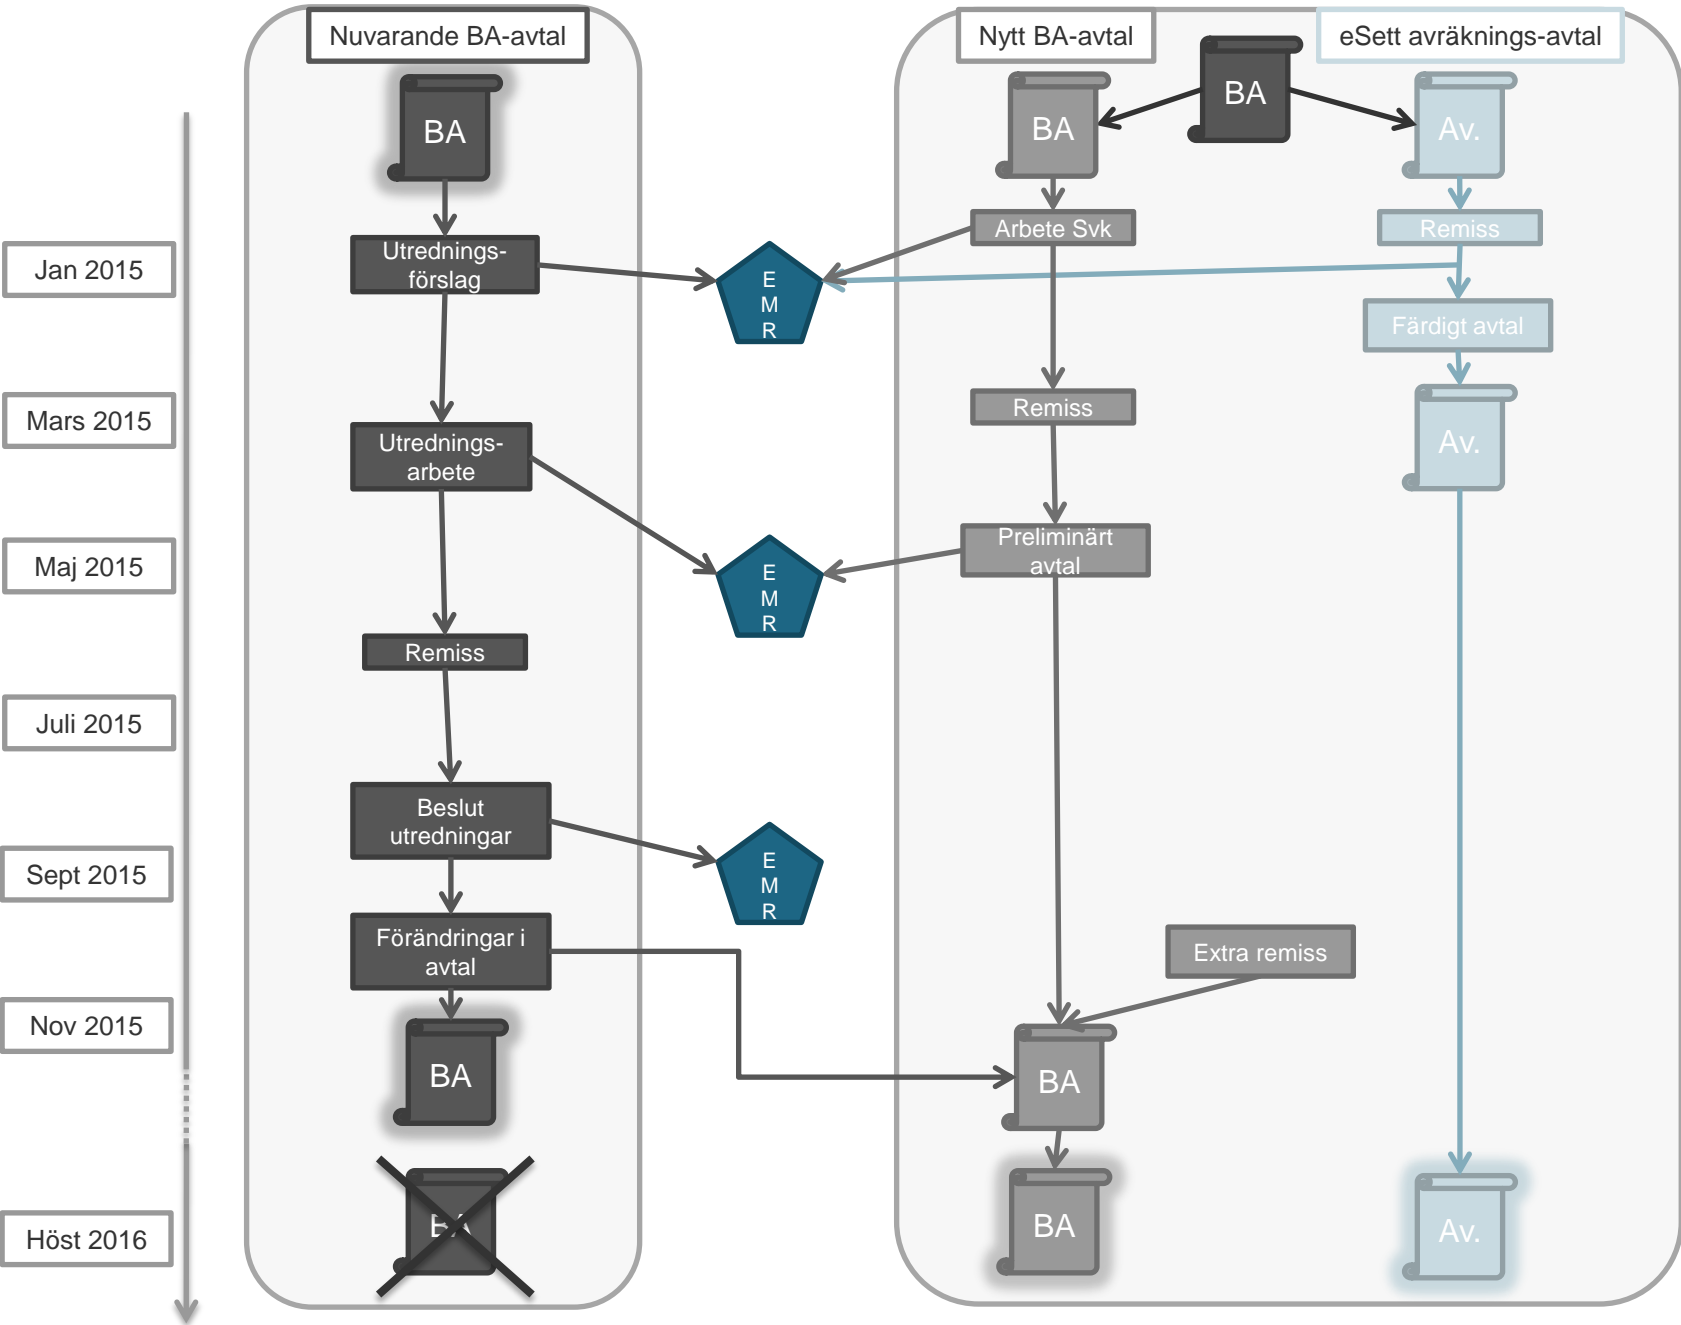 Nuvarande BA-avtal
Nytt BA-avtal
eSett avräknings-avtal
BA
BA
BA
Av.
Jan 2015
Utrednings-
förslag
E
M
R
Arbete Svk
Remiss
Färdigt avtal
Mars 2015
Utrednings-
arbete
Remiss
Av.
Maj 2015
E
M
R
Preliminärt
avtal
Remiss
Juli 2015
Beslut
utredningar
Sept 2015
E
M
R
Förändringar i
avtal
Extra remiss
Nov 2015
BA
BA
Höst 2016
BA
BA
Av.